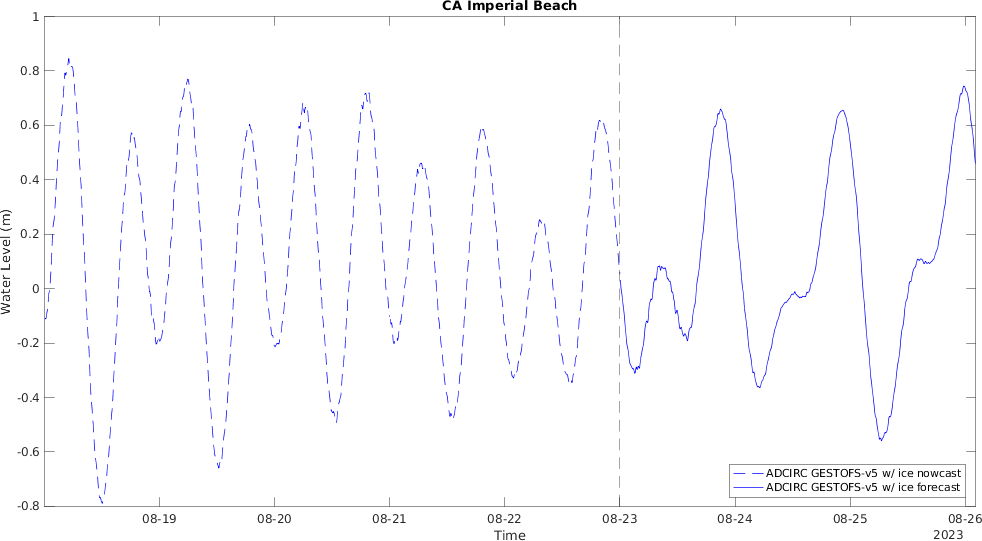 CA Imperial Beach
1
0.8
0.6
0.4
0.2
0
-0.2
-0.4
-0.6
-0.8
Water Level (m)
08-19 08-20 08-21 08-22 08-23 08-24 08-25 08-26
Time
2023
ADCIRC GESTOFS-v5 w/ ice nowcast
ADCIRC GESTOFS-v5 w/ ice forecast